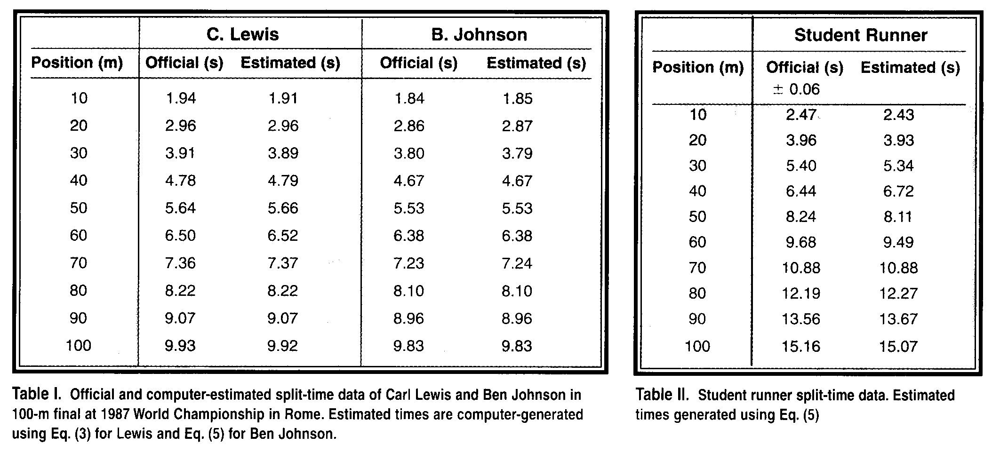 C. Lewis B. Johnson
Position (m) Official (s) Estimated (s) Official (s) Estimated (s)
10 1.94 1.91 1.84 1.85
20 2.96 2.96 2.86 2.87
30 3.91 3.89 3.80 3.79
40 4.78 4.79 4.67 4.67
50 5.64 5.66 5.53 5.53
60 6.50 6.52 6.38 6.38
70 7.36 7.37 7.23 7.24
80 8.22 8.22 8.10 8.10
90 9.07 9.07 8.96 8.96
100 9.93 9.92 9.83 9.83
Table I. Official and computer-estimated split-time data of Carl Lewis and Ben Johnson in
100-m final at 1987 World Championship in Rome. Estimated times are computer-generated
using Eq. (3) for Lewis and Eq. (5) for Ben Johnson.
Student Runner
Position (m) Official (s) Estimated (s)
± 0.06
10 2.47 2.43
20 3.96 3.93
30 5.40 5.34
40 6.44 6.72
50 8.24 8.11
60 9.68 9.49
70 10.88 10.88
80 12.19 12.27
90 13.56 13.67
100 15.16 15.07
Table II. Student runner split-time data. Estimated
times generated using Eq. (5)